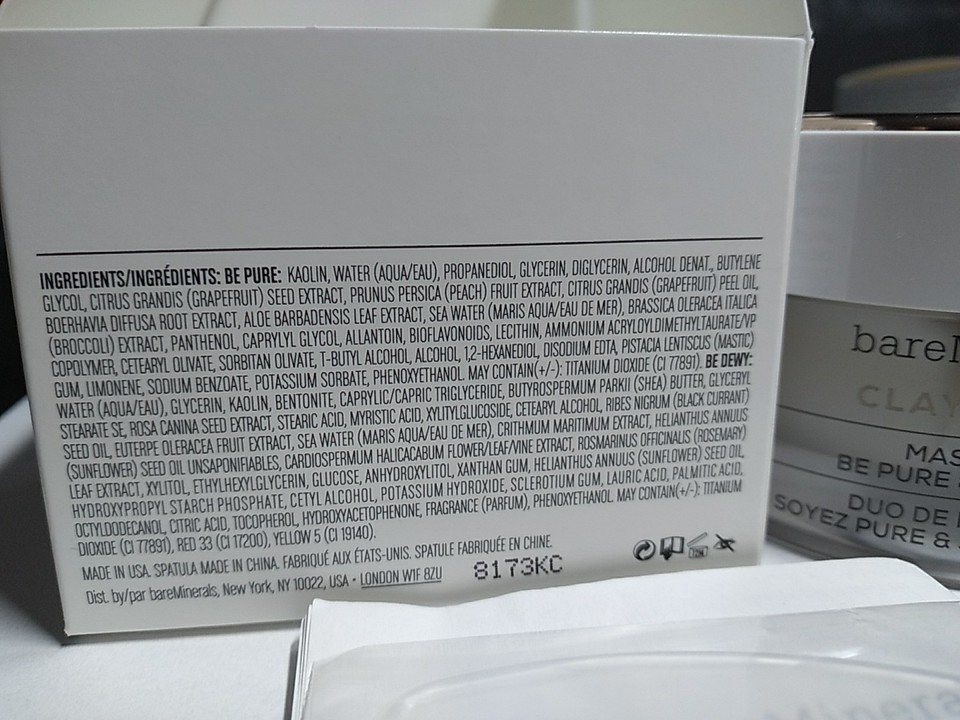 INGREDIENTS/INGRÉDIENTS: BE PURE: KAOLIN, WATER (AQUA/EAU), PROPANEDIOL, GLYCERIN, DIGLYCERIN, ALCOHOL DENAT., BUTYLENE
GLYCOL, CITRUS GRANDIS (GRAPEFRUIT) SEED EXTRACT, PRUNUS PERSICA (PEACH) FRUIT EXTRACT, CITRUS GRANDIS (GRAPEFRUIT) PEEL OIL,
BOERHAVIA DIFFUSA ROOT EXTRACT, ALOE BARBADENSIS LEAF EXTRACT, SEA WATER (MARIS AQUA/EAU DE MER), BRASSICA OLERACEA ITALICA
(BROCCOLI) EXTRACT, PANTHENOL, CAPRYLYL GLYCOL, ALLANTOIN, BIOFLAVONOIDS, LECITHIN, AMMONIUM ACRYLOYLDIMETHYLTAURATE/VP
COPOLYMER, CETEARYL OLIVATE, SORBITAN OLIVATE, T-BUTYL ALCOHOL ALCOHOL, 1,2-HEXANEDIOL, DISODIUM EDTA, PISTACIA LENTISCUS (MASTIC)
GUM, LIMONENE, SODIUM BENZOATE, POTASSIUM SORBATE, PHENOXYETHANOL. MAY CONTAIN(+/-): TITANIUM DIOXIDE (CI 77891). BE DEWY:
WATER (AQUA/EAU), GLYCERIN, KAOLIN, BENTONITE, CAPRYLIC/CAPRIC TRIGLYCERIDE, BUTYROSPERMUM PARKII (SHEA) BUTTER, GLYCERYL
STEARATE SE, ROSA CANINA SEED EXTRACT, STEARIC ACID, MYRISTIC ACID, XYLITYLGLUCOSIDE, CETEARYL ALCOHOL, RIBES NIGRUM (BLACK CURRANT)
SEED OIL, EUTERPE OLERACEA FRUIT EXTRACT, SEA WATER (MARIS AQUA/EAU DE MER), CRITHMUM MARITIMUM EXTRACT, HELIANTHUS ANNUUS
(SUNFLOWER) SEED OIL UNSAPONIFIABLES, CARDIOSPERMUM HALICACABUM FLOWER/LEAF/VINE EXTRACT, ROSMARINUS OFFICINALIS (ROSEMARY)
LEAF EXTRACT, XYLITOL, ETHYLHEXYLGLYCERIN, GLUCOSE, ANHYDROXYLITOL, XANTHAN GUM, HELIANTHUS ANNUUS (SUNFLOWER) SEED OIL,
HYDROXYPROPYL STARCH PHOSPHATE, CETYL ALCOHOL, POTASSIUM HYDROXIDE, SCLEROTIUM GUM, LAURIC ACID, PALMITIC ACID,
OCTYLDODECANOL, CITRIC ACID, TOCOPHEROL, HYDROXYACETOPHENONE, FRAGRANCE (PARFUM), PHENOXYETHANOL. MAY CONTAIN(+/-): TITANIUM
DIOXIDE (CI 77891), RED 33 (CI 17200), YELLOW 5 (CI 19140).
MADE IN USA. SPATULA MADE IN CHINA. FABRIQUÉ AUX ÉTATS-UNIS. SPATULE FABRIQUÉE EN CHINE.
Dist. by/par bareMinerals, New York, NY 10022, USA • LONDON W1F 8ZU
8173KC
bareM
CLAY
MAS
BE PURE
DUO DE
SOYEZ PURE &